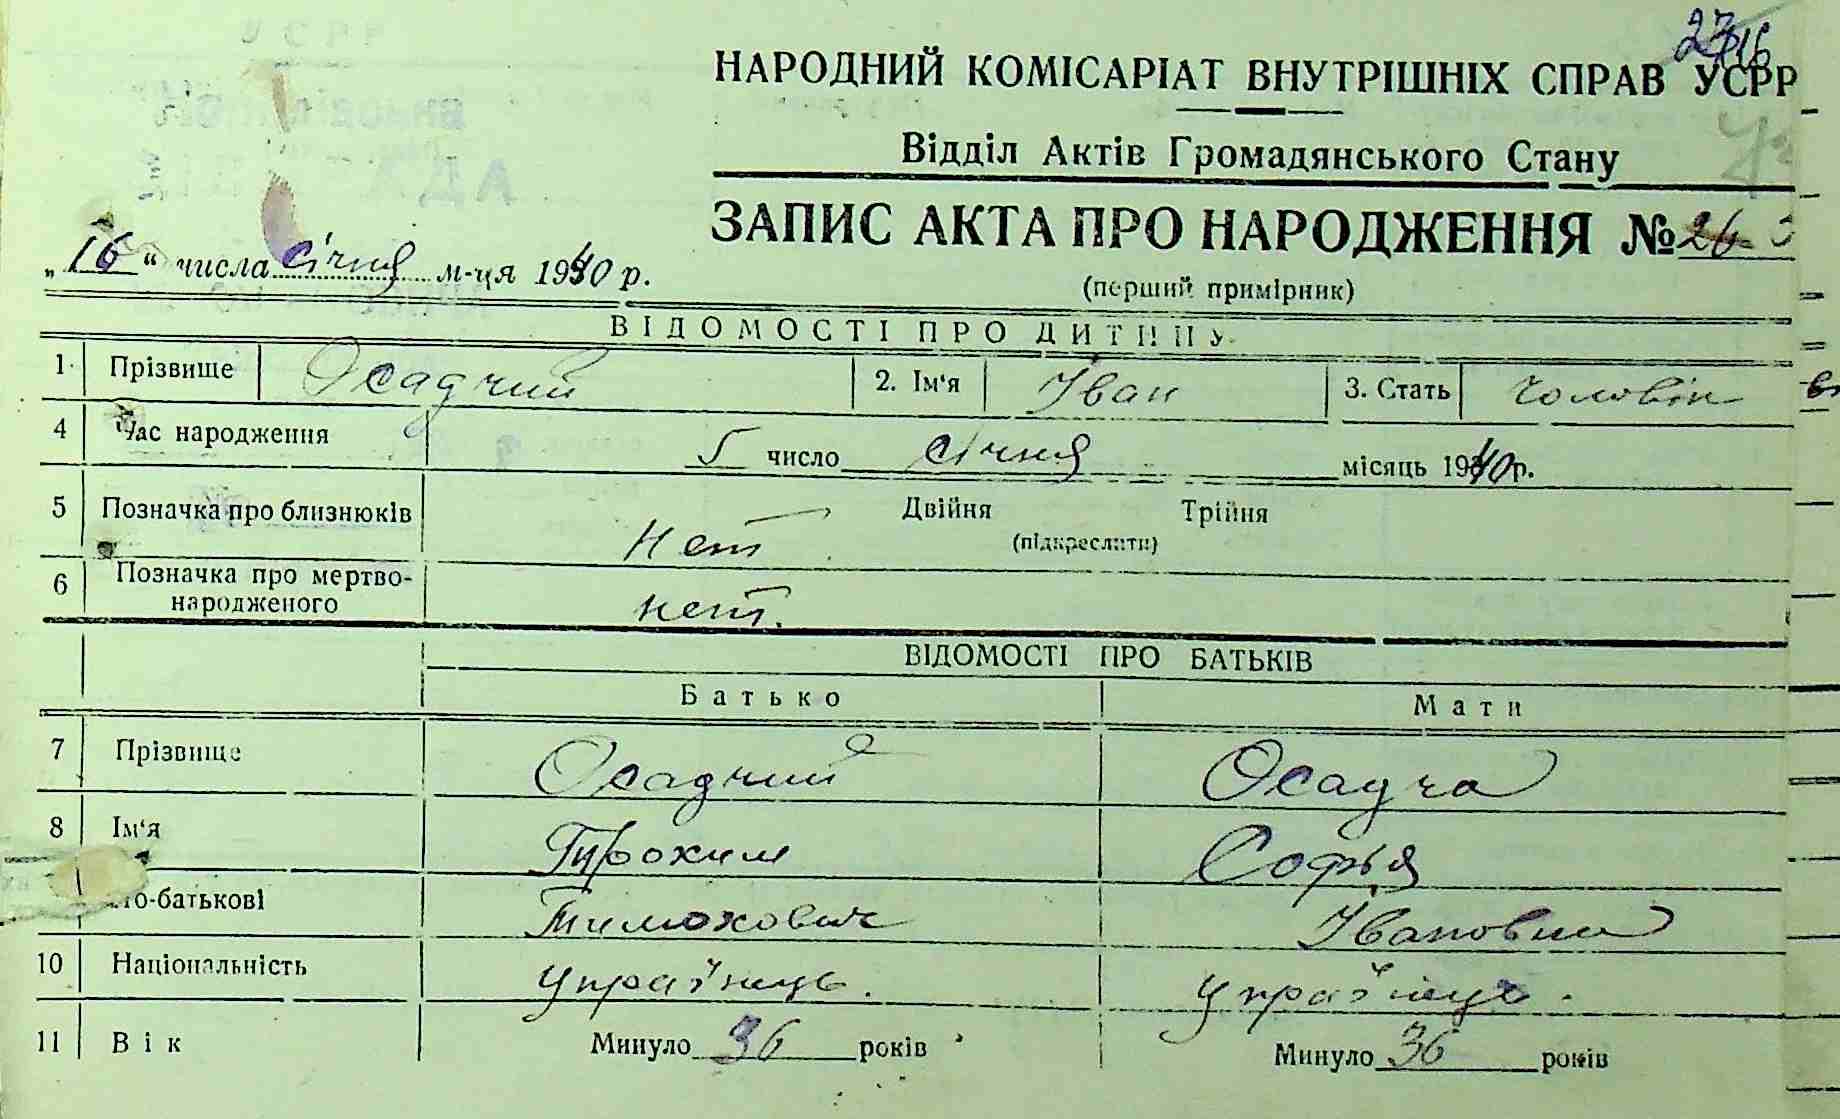 НАРОДНИЙ КОМІСАРІАТ ВНУТРІШНІХ СПРАВ УСРР
Відділ Актів Громадянського Стану
ЗАПИС АКТА ПРО НАРОДЖЕННЯ № 26
„16“ числа січня м-ця 1940 р.
(перший примірник)
ВІДОМОСТІ ПРО ДИТИНУ
1. Прізвище Осадчий 2. Ім'я Іван 3. Стать чоловік
4 Час народження 5 число січня місяць 1940 р.
5 Позначка про близнюків Нет Двійня Трійня
(підкреслити)
6 Позначка про мертво-
народженого нет.
ВІДОМОСТІ ПРО БАТЬКІВ
Батько Мати
7 Прізвище Осадчий Осадча
8 Ім'я Трохим Софья
по-батькові Тимохович Івановна
10 Національність українець. українець.
11 Вік Минуло 36 років Минуло 36 років